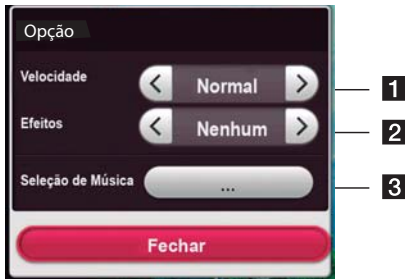 Opção
Velocidade Normal 1
Efeitos Nenhum 2
Seleção de Música ... 3
Fechar